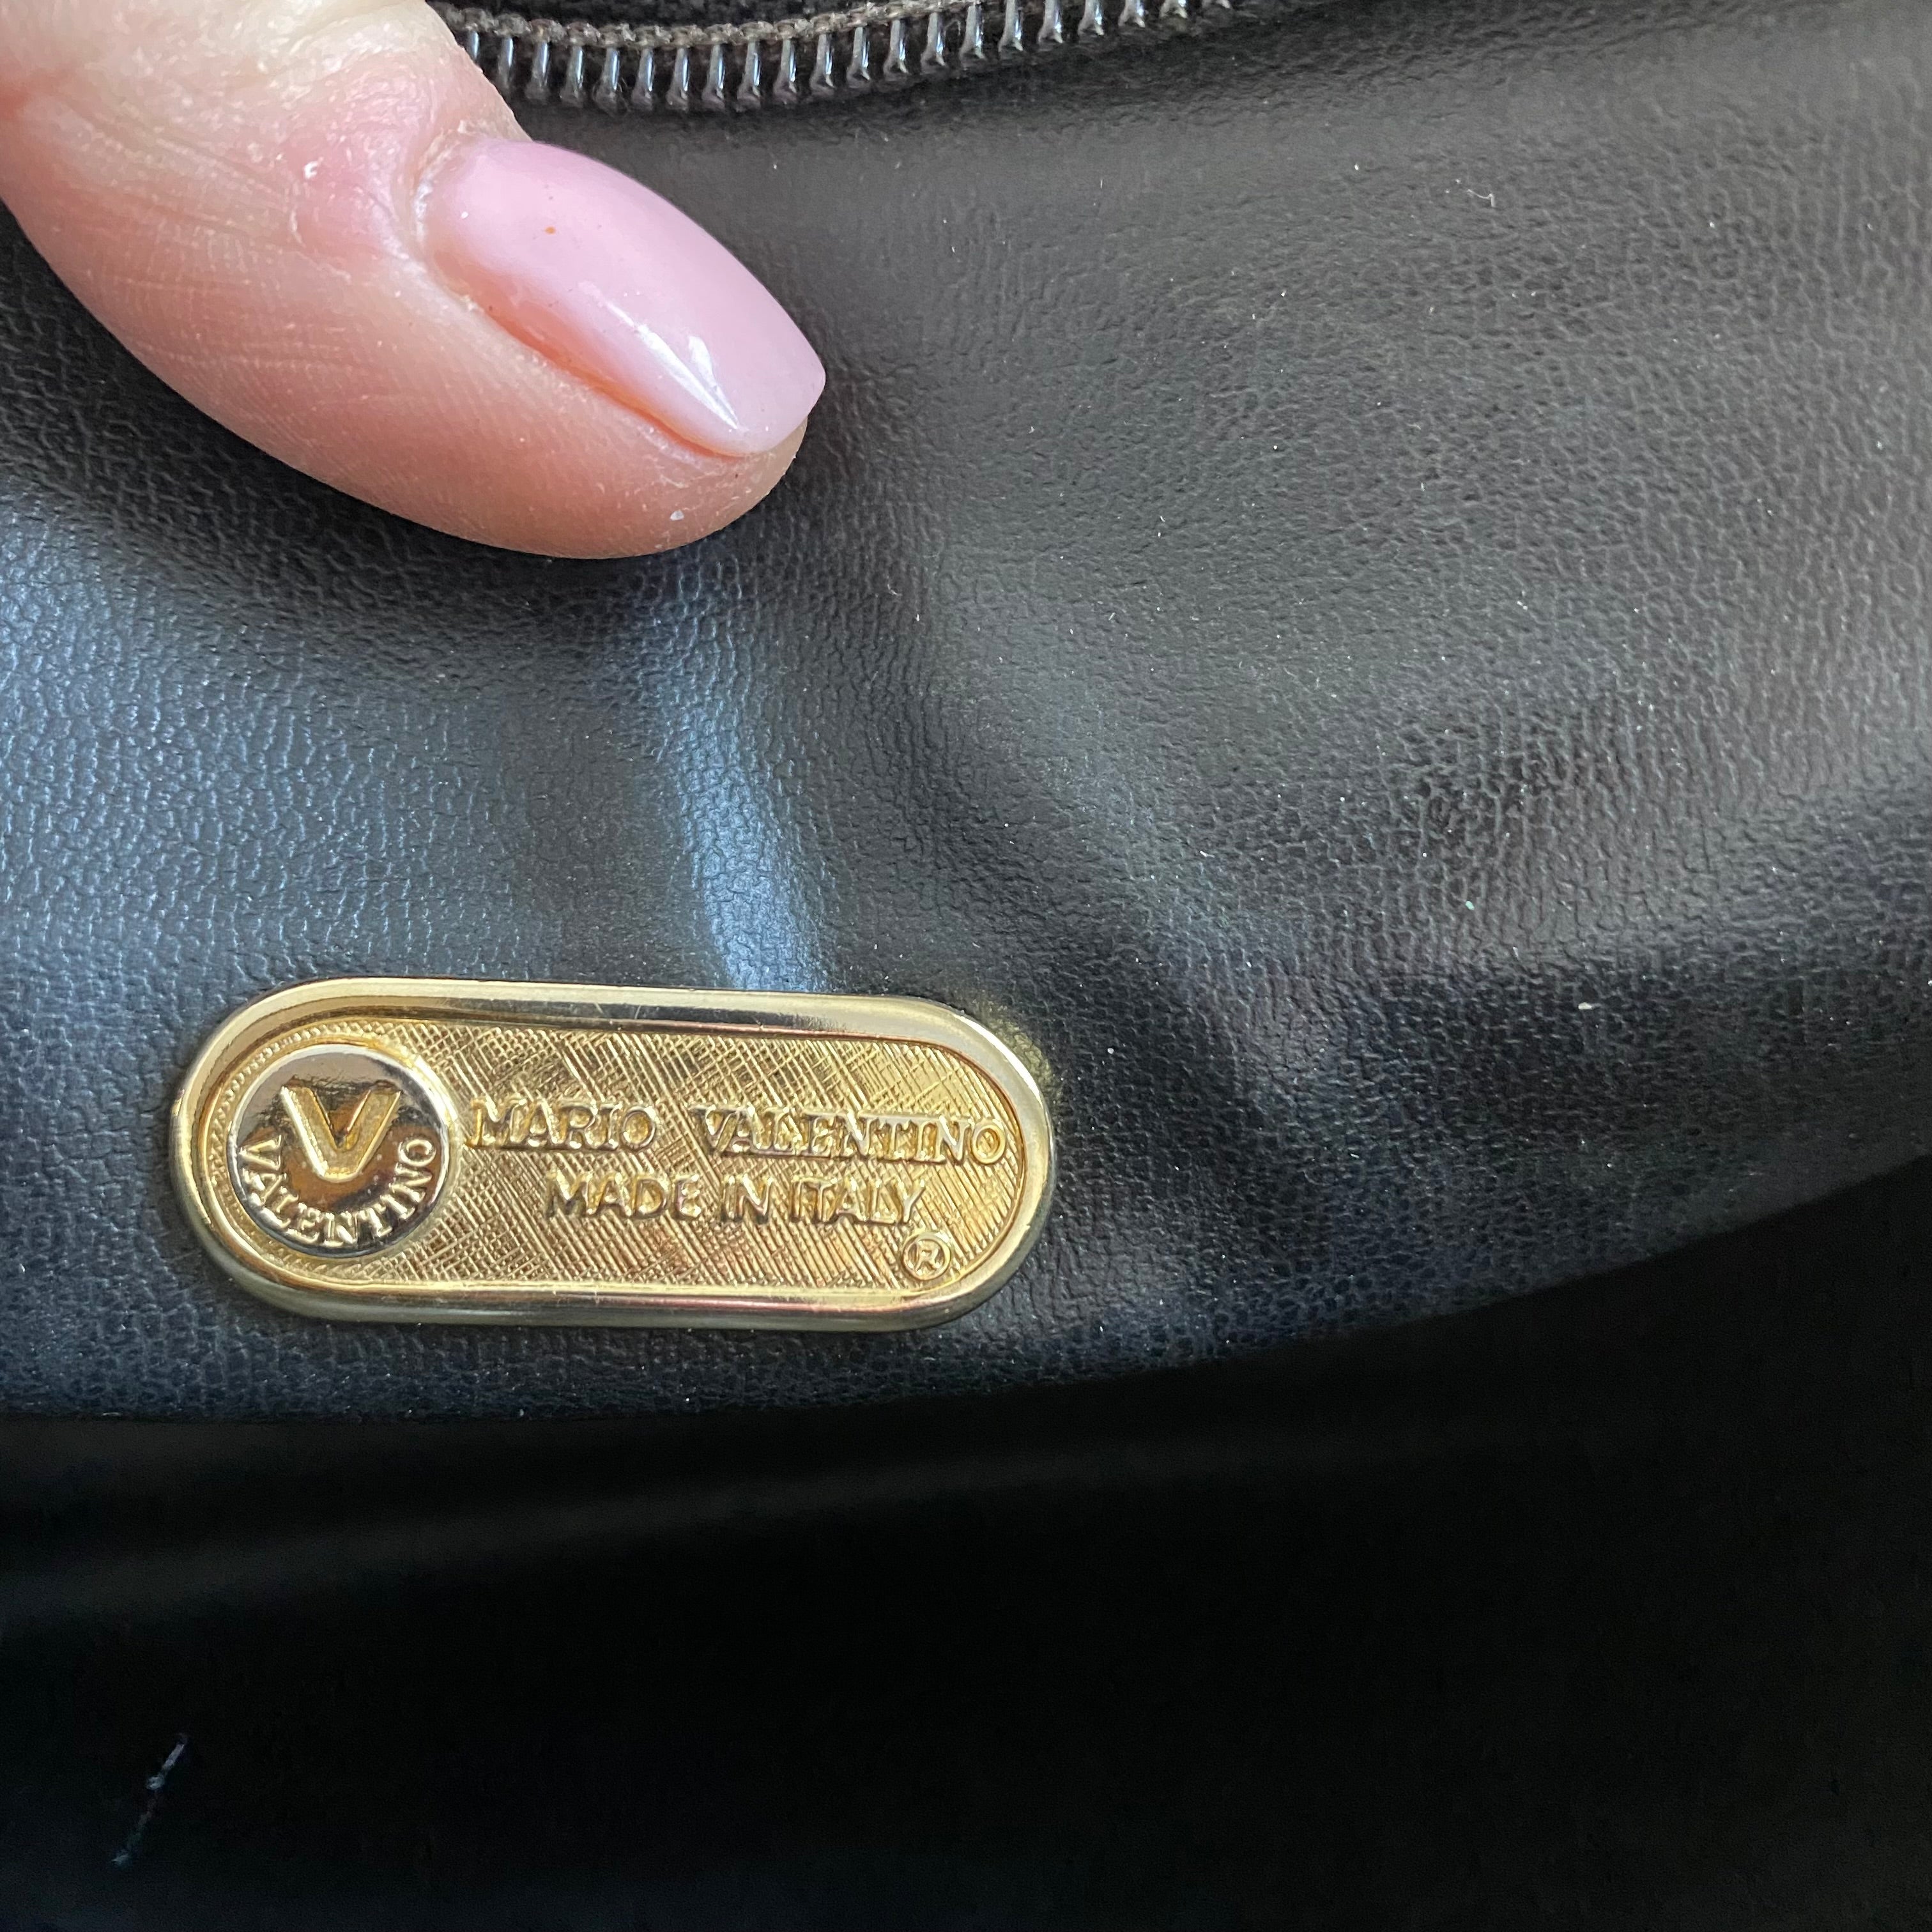 V
VALENTINO
MARIO VALENTINO
MADE IN ITALY
®